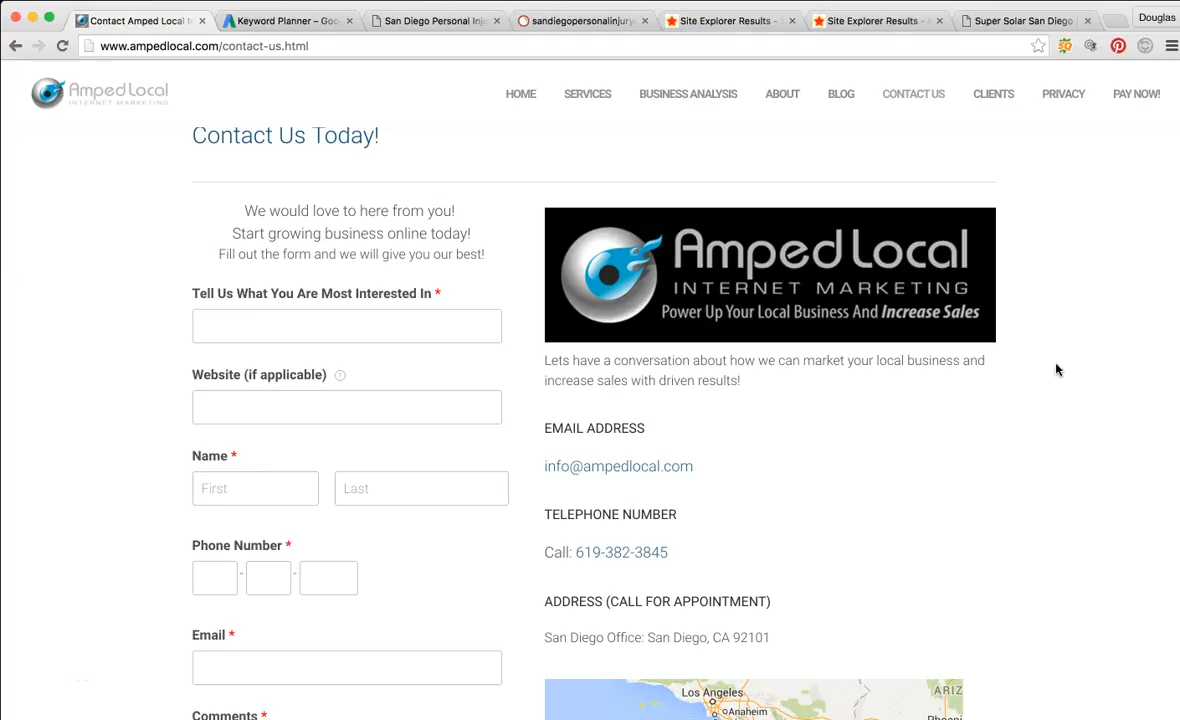 Contact Amped Local t
Keyword Planner – Goo
San Diego Personal Inju
sandiegopersonalinjury
Site Explorer Results - S
Site Explorer Results - S
Super Solar San Diego
Douglas
www.ampedlocal.com/contact-us.html
Amped Local
INTERNET MARKETING
HOME
SERVICES
BUSINESS ANALYSIS
ABOUT
BLOG
CONTACT US
CLIENTS
PRIVACY
PAY NOW!
Contact Us Today!
We would love to here from you!
Start growing business online today!
Fill out the form and we will give you our best!
Tell Us What You Are Most Interested In *
Website (if applicable)
Name *
First
Last
Phone Number *
- -
Email *
Comments *
Amped Local
INTERNET MARKETING
Power Up Your Local Business And Increase Sales
Lets have a conversation about how we can market your local business and
increase sales with driven results!
EMAIL ADDRESS
info@ampedlocal.com
TELEPHONE NUMBER
Call: 619-382-3845
ADDRESS (CALL FOR APPOINTMENT)
San Diego Office: San Diego, CA 92101
Los Angeles
Anaheim
ARIZ
Phoeni